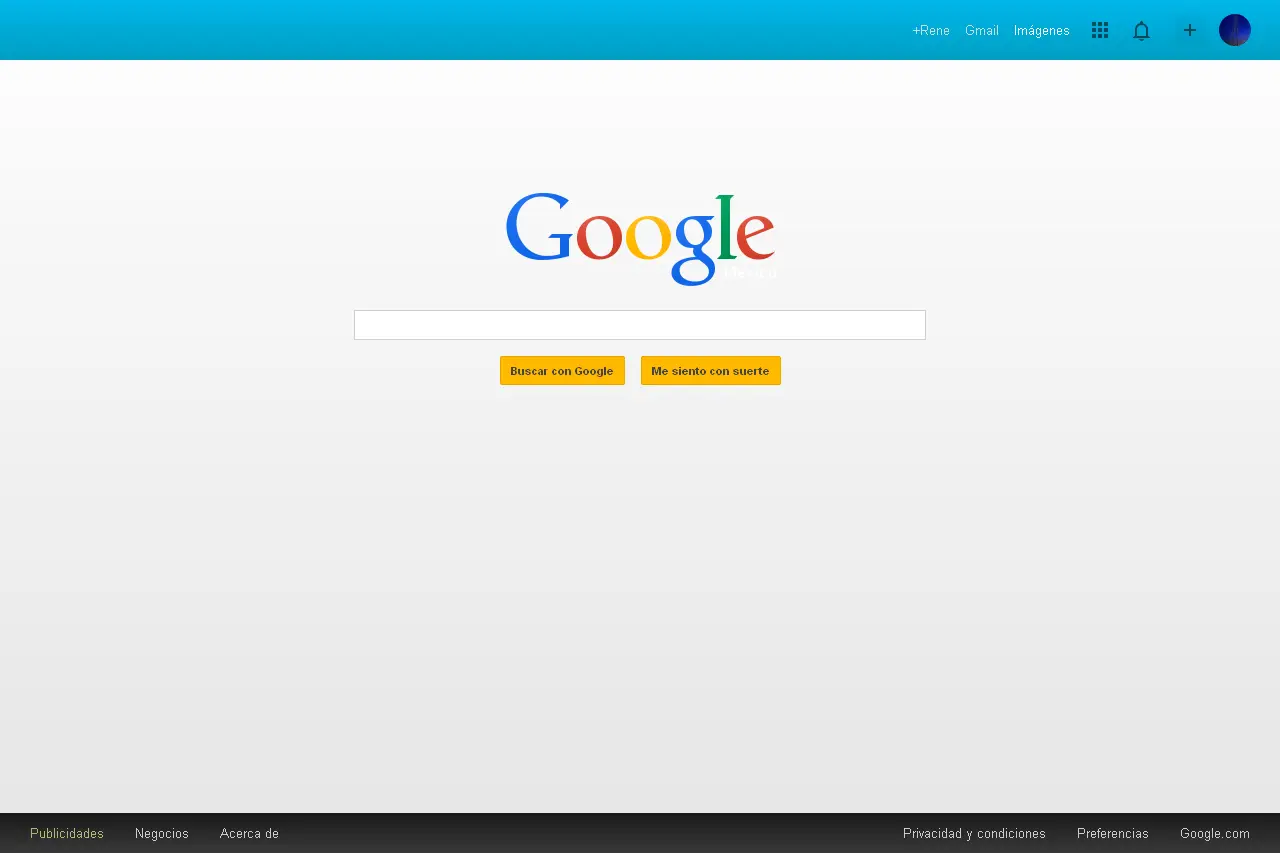 +Rene Gmail Imágenes
Google
México
Buscar con Google Me siento con suerte
Publicidades Negocios Acerca de Privacidad y condiciones Preferencias Google.com